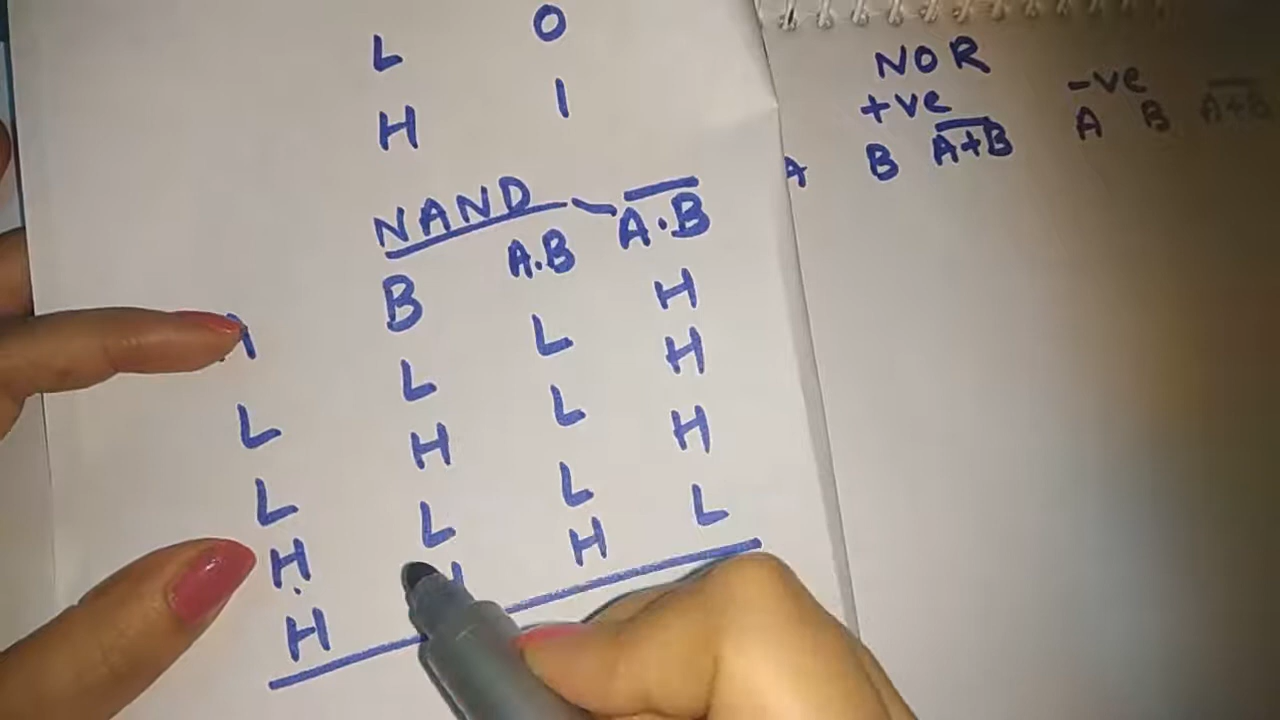 L 0
H 1
NAND - A.B
A B A.B
L L L H
L H L H
H L L H
H H H L
NOR
+ve -ve
A B A+B A B A+B